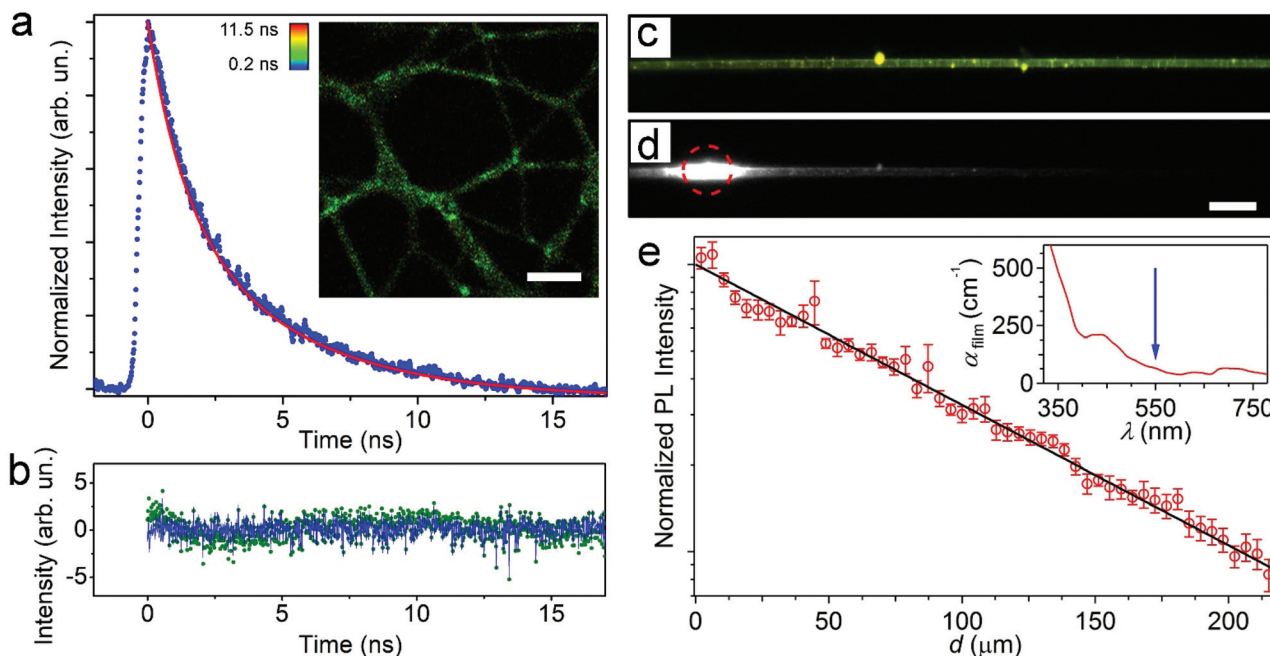 a
Normalized Intensity (arb. un.)
11.5 ns
0.2 ns
0 5 10 15
Time (ns)
b
Intensity (arb. un.)
5
0
-5
0 5 10 15
Time (ns)
c
d
e
Normalized PL Intensity
0 50 100 150 200
d (μm)
α film (cm-1)
500
250
0
350 550 750
λ (nm)